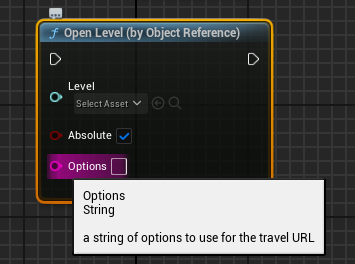 Open Level (by Object Reference)
Level
Select Asset
Absolute
Options
Options
String
a string of options to use for the travel URL